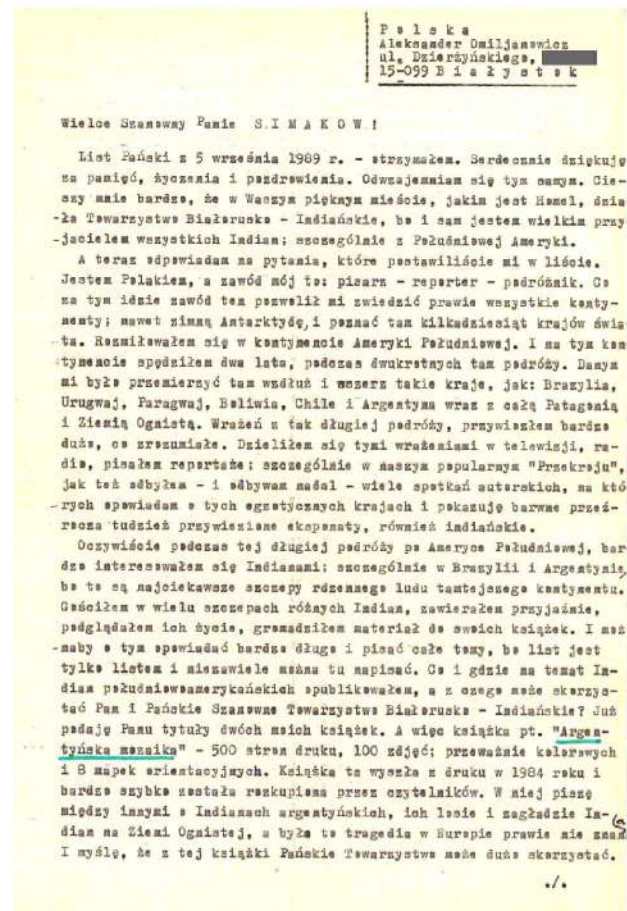 P o l s k a
Aleksander Omiljanowicz
ul. Dzierżyńskiego,
15-099 B i a ł y s t o k
Wielce Szanowny Panie S I M A K O W !
List Pański z 5 września 1989 r. - otrzymałem. Serdecznie dziękuję
za pamięć, życzenia i pozdrowienia. Odwzajemniam się tym samym. Cie-
szy mnie bardzo, że w Waszym pięknym mieście, jakim jest Homel, dzia-
-ła Towarzystwo Białorusko - Indiańskie, bo i sam jestem wielkim przy-
-jacielem wszystkich Indian; szczególnie z Południowej Ameryki.
A teraz odpowiadam na pytania, które postawiliście mi w liście.
Jestem Polakiem, a zawód mój to: pisarz - reporter - podróżnik. Co
za tym idzie zawód ten pozwolił mi zwiedzić prawie wszystkie konty-
nenty; nawet zimną Antarktydę, i poznać tam kilkadziesiąt krajów świa-
ta. Rozmiłowałem się w kontynencie Ameryki Południowej. I na tym kon-
tynencie spędziłem dwa lata, podczas dwukrotnych tam podróży. Danym
mi było przemierzyć tam wzdłuż i wszerz takie kraje, jak: Brazylia,
Urugwaj, Paragwaj, Boliwia, Chile i Argentyna wraz z całą Patagonią
i Ziemią Ognistą. Wrażeń z tak długiej podróży, przywiozłem bardzo
dużo, co zrozumiałe. Dzieliłem się tymi wrażeniami w telewizji, ra-
dio, pisałem reportaże; szczególnie w naszym popularnym "Przekroju",
jak też odbyłem - i odbywam nadal - wiele spotkań autorskich, na któ-
-rych opowiadam o tych egzotycznych krajach i pokazuję barwne przeź-
rocza tudzież przywiezione eksponaty, również indiańskie.
Oczywiście podczas tej długiej podróży po Ameryce Południowej, bar-
dzo interesowałem się Indianami; szczególnie w Brazylii i Argentynie,
bo to są najciekawsze szczepy rdzennego ludu tamtejszego kontynentu.
Gościłem w wielu szczepach różnych Indian, zawierałem przyjaźnie,
podglądałem ich życie, gromadziłem materiał do swoich książek. I moż
-naby o tym opowiadać bardzo długo i pisać całe tomy, bo list jest
tylko listem i niezawiele można tu napisać. Co i gdzie na temat In-
dian południowoamerykańskich opublikowałem, a z czego może skorzys-
tać Pan i Pańskie Szanowne Towarzystwo Białorusko - Indiańskie? Już
podaję Panu tytuły dwóch moich książek. A więc książka pt. "Argen-
tyńska mozaika" - 500 stron druku, 100 zdjęć; przeważnie kolorowych
i 8 mapek orientacyjnych. Książka ta wyszła z druku w 1984 roku i
bardzo szybko została rozkupiona przez czytelników. W niej piszę
między innymi o Indianach argentyńskich, ich losie i zagładzie In-
dian na Ziemi Ognistej, a była to tragedia w Europie prawie nie znana
I myślę, że z tej książki Pańskie Towarzystwo może dużo skorzystać.
./.